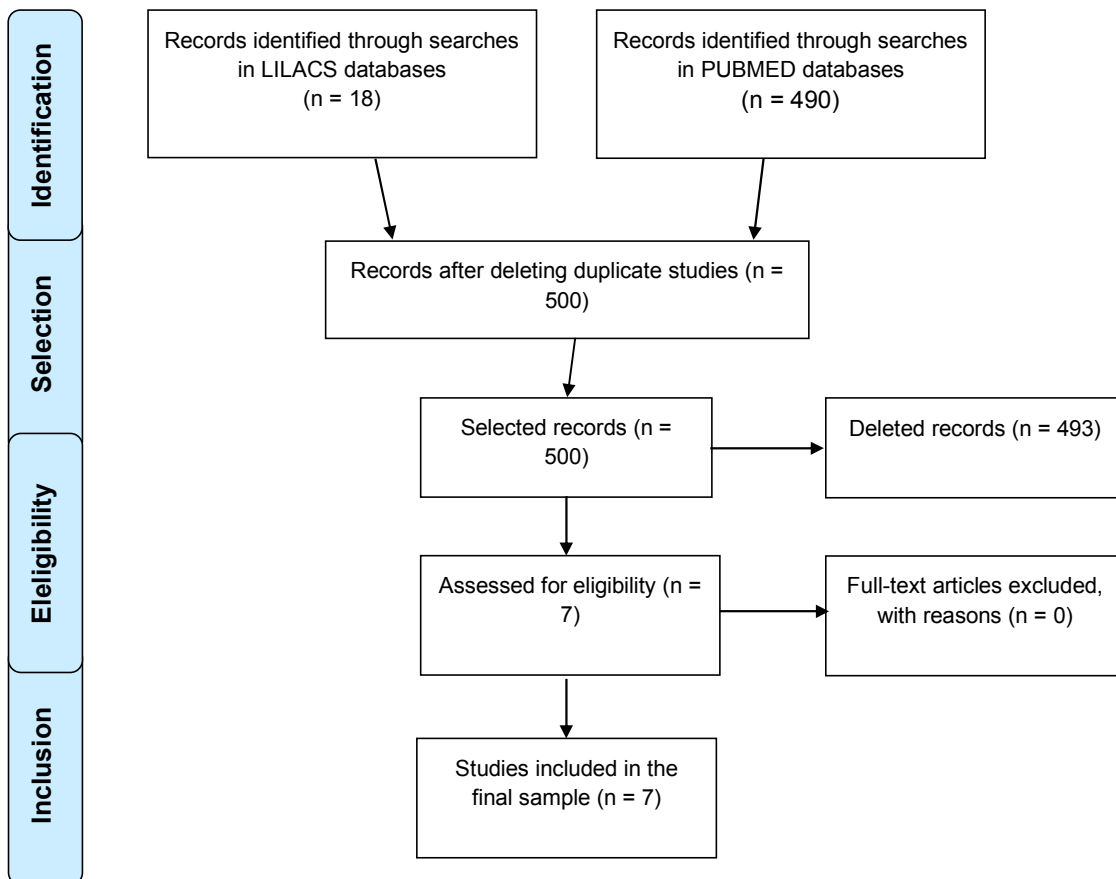 Identification
Records identified through searches
in LILACS databases
(n = 18)
Records identified through searches
in PUBMED databases
(n = 490)
Selection
Records after deleting duplicate studies (n =
500)
Selected records (n =
500)
Deleted records (n = 493)
Eleligibility
Assessed for eligibility (n =
7)
Full-text articles excluded,
with reasons (n = 0)
Inclusion
Studies included in the
final sample (n = 7)